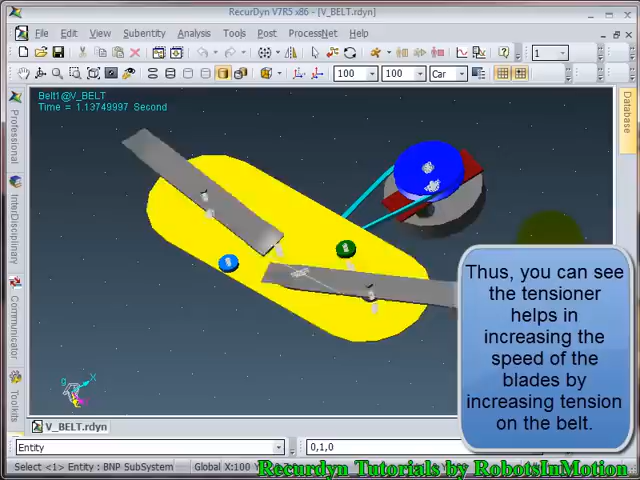 RecurDyn V7R5 x86 - [V_BELT.rdyn]
File Edit View Subentity Analysis Tools PostAnalysis ProcessNet Help
1
100 100 Car
Belt1@V_BELT
Time = 1.13749997 Second
Professional
InterDisciplinary
Communicator
Toolkits
Database
g
X
Thus, you can see
the tensioner
helps in
increasing the
speed of the
blades by
increasing tension
on the belt.
V_BELT.rdyn
Entity
0,1,0
Select <1> Entity : BNP SubSystem
Global X:100 Y
Recurdyn Tutorials by RobotsInMotion